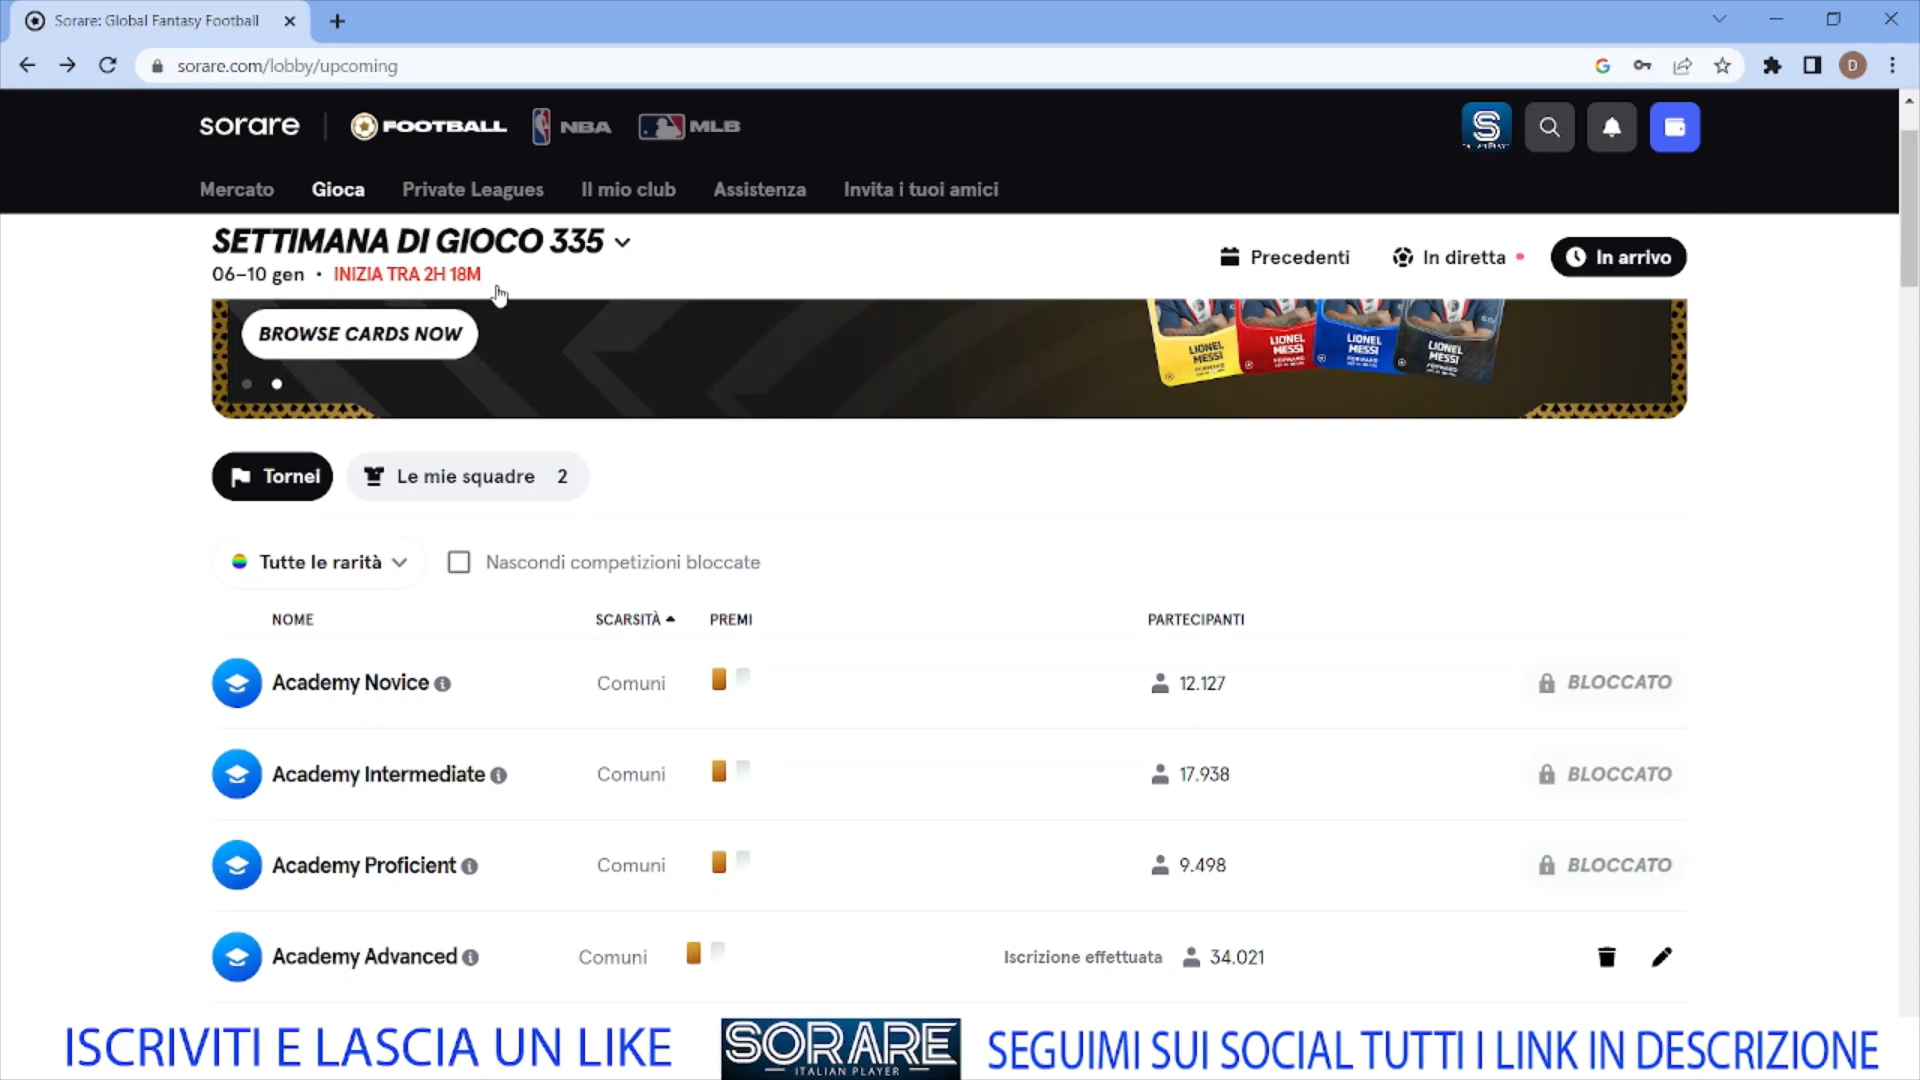 Sorare: Global Fantasy Football
sorare.com/lobby/upcoming
D
sorare FOOTBALL NBA MLB
Mercato Gioca Private Leagues Il mio club Assistenza Invita i tuoi amici
SETTIMANA DI GIOCO 335
06–10 gen • INIZIA TRA 2H 18M
Precedenti In diretta In arrivo
BROWSE CARDS NOW
LIONEL MESSI
LIONEL MESSI
LIONEL MESSI
LIONEL MESSI
Tornei Le mie squadre 2
Tutte le rarità Nascondi competizioni bloccate
NOME SCARSITÀ PREMI PARTECIPANTI
Academy Novice Comuni 12.127 BLOCCATO
Academy Intermediate Comuni 17.938 BLOCCATO
Academy Proficient Comuni 9.498 BLOCCATO
Academy Advanced Comuni Iscrizione effettuata 34.021
ISCRIVITI E LASCIA UN LIKE
SORARE
ITALIAN PLAYER
SEGUIMI SUI SOCIAL TUTTI I LINK IN DESCRIZIONE